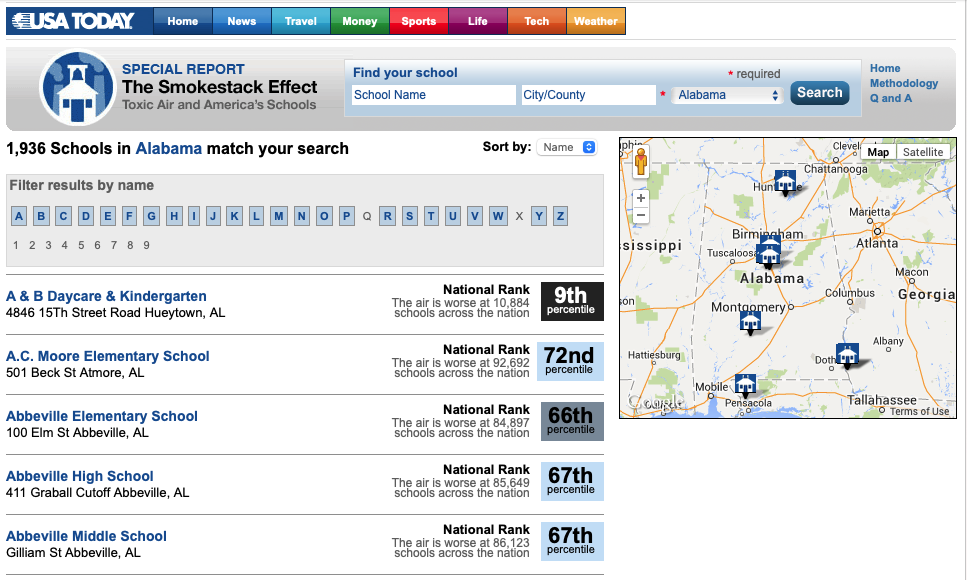 USA TODAY
Home News Travel Money Sports Life Tech Weather
SPECIAL REPORT
The Smokestack Effect
Toxic Air and America's Schools
Find your school
* required
School Name City/County * Alabama Search
Home
Methodology
Q and A
1,936 Schools in Alabama match your search
Sort by: Name
Filter results by name
A B C D E F G H I J K L M N O P Q R S T U V W X Y Z
1 2 3 4 5 6 7 8 9
A & B Daycare & Kindergarten
4846 15Th Street Road Hueytown, AL
National Rank
The air is worse at 10,884
schools across the nation
9th
percentile
A.C. Moore Elementary School
501 Beck St Atmore, AL
National Rank
The air is worse at 92,692
schools across the nation
72nd
percentile
Abbeville Elementary School
100 Elm St Abbeville, AL
National Rank
The air is worse at 84,897
schools across the nation
66th
percentile
Abbeville High School
411 Graball Cutoff Abbeville, AL
National Rank
The air is worse at 85,649
schools across the nation
67th
percentile
Abbeville Middle School
Gilliam St Abbeville, AL
National Rank
The air is worse at 86,123
schools across the nation
67th
percentile
Map Satellite
Chattanooga
+
−
Marietta
Atlanta
Birmingham
Tuscaloosa
Alabama
Macon
Columbus
Georgia
Montgomery
Albany
Hattiesburg
Mobile
Pensacola
Tallahassee
Terms of Use